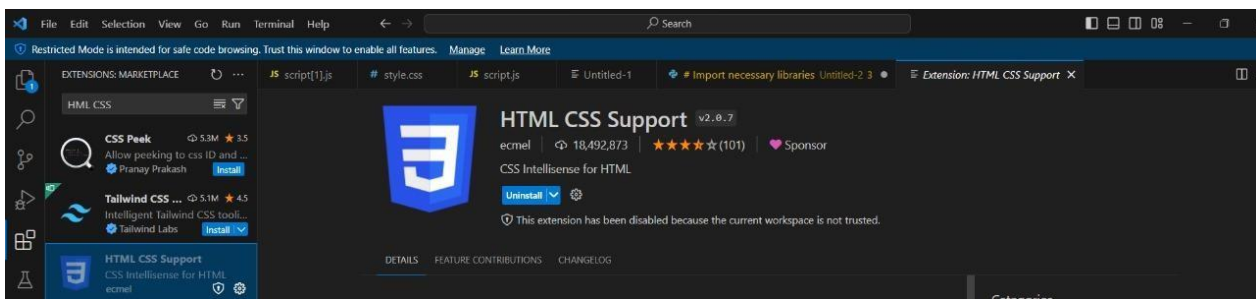 File Edit Selection View Go Run Terminal Help Search
Restricted Mode is intended for safe code browsing. Trust this window to enable all features. Manage Learn More
EXTENSIONS: MARKETPLACE
JS script[1].js # style.css JS script.js Untitled-1 # Import necessary libraries Untitled-2 3 Extension: HTML CSS Support
HML CSS
CSS Peek 5.3M 3.5
Allow peeking to css ID and ...
Pranay Prakash Install
Tailwind CSS ... 5.1M 4.5
Intelligent Tailwind CSS tooli...
Tailwind Labs Install
HTML CSS Support
CSS Intellisense for HTML
ecmel
HTML CSS Support v2.0.7
ecmel 18,492,873 (101) Sponsor
CSS Intellisense for HTML
Uninstall
This extension has been disabled because the current workspace is not trusted.
DETAILS FEATURE CONTRIBUTIONS CHANGELOG
Categories